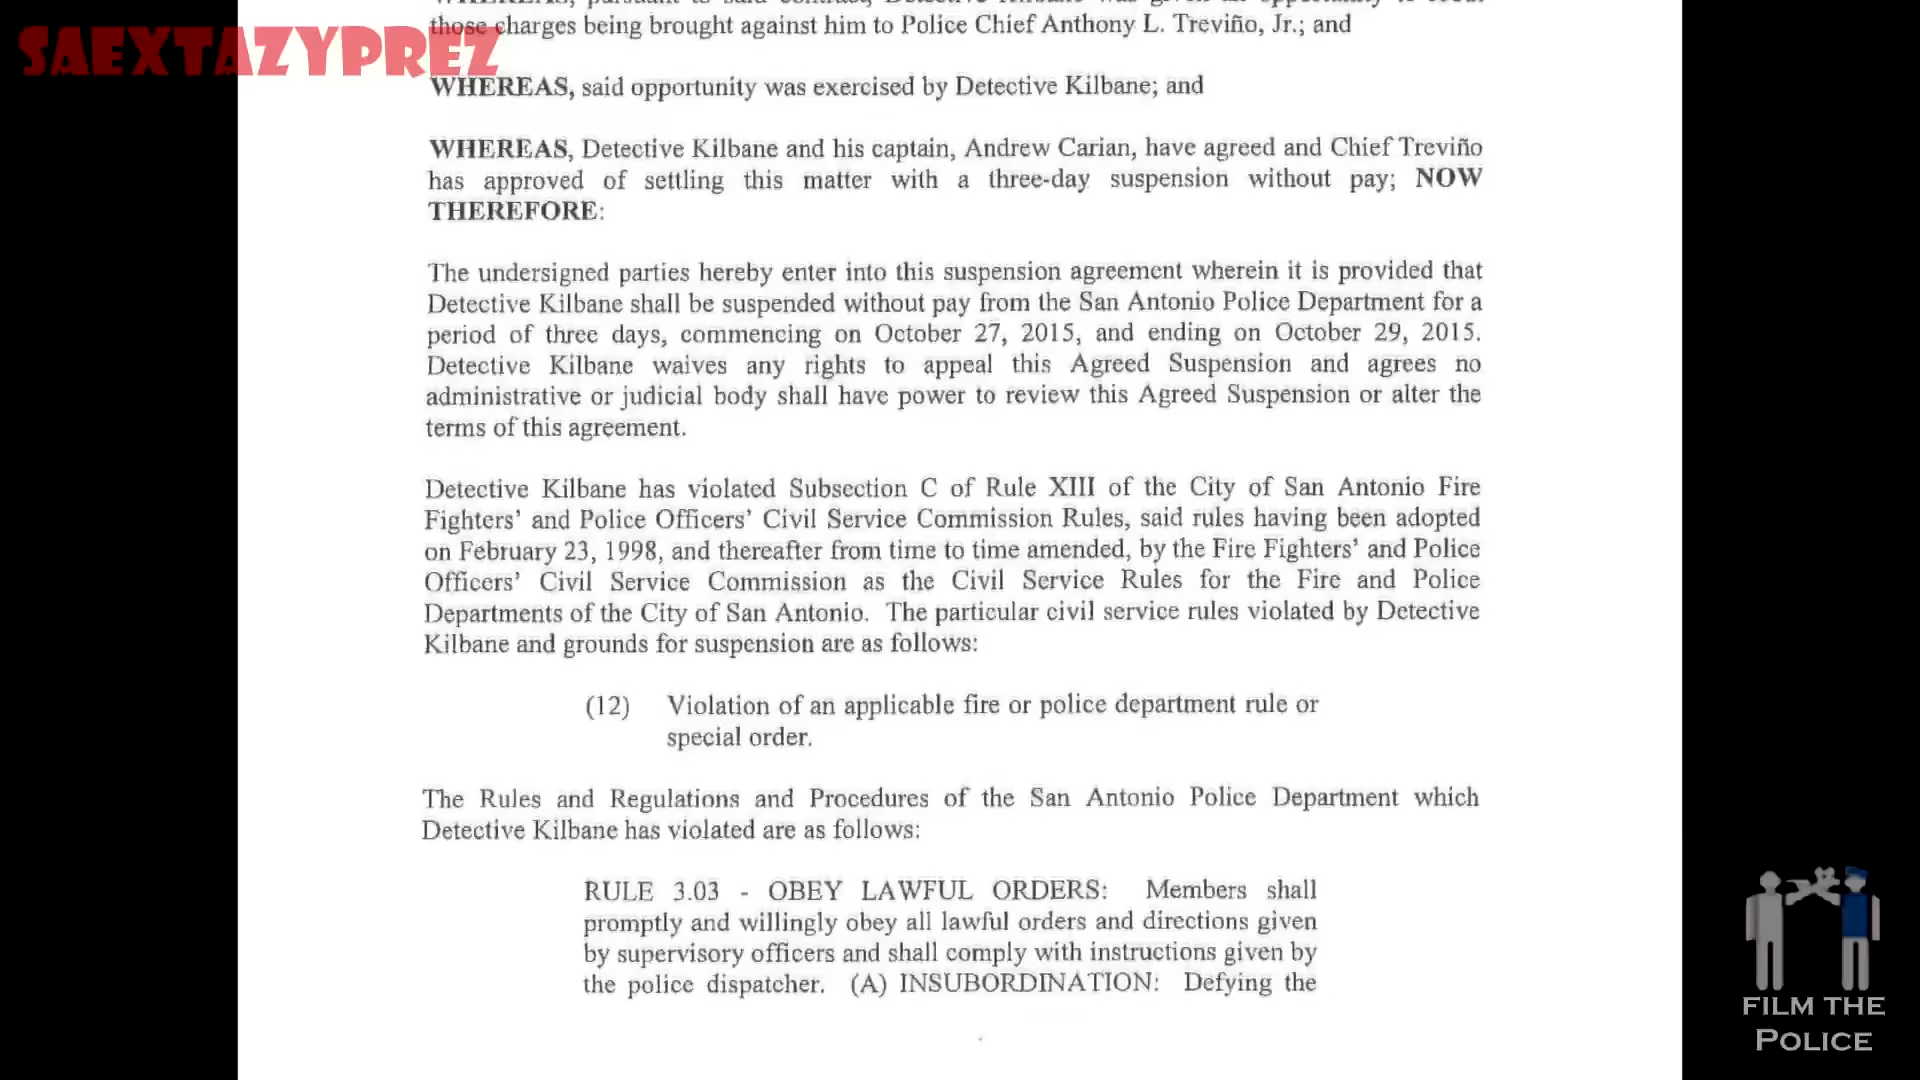 SAEXTAZYPREZ
those charges being brought against him to Police Chief Anthony L. Treviño, Jr.; and
WHEREAS, said opportunity was exercised by Detective Kilbane; and
WHEREAS, Detective Kilbane and his captain, Andrew Carian, have agreed and Chief Treviño
has approved of settling this matter with a three-day suspension without pay; NOW
THEREFORE:
The undersigned parties hereby enter into this suspension agreement wherein it is provided that
Detective Kilbane shall be suspended without pay from the San Antonio Police Department for a
period of three days, commencing on October 27, 2015, and ending on October 29, 2015.
Detective Kilbane waives any rights to appeal this Agreed Suspension and agrees no
administrative or judicial body shall have power to review this Agreed Suspension or alter the
terms of this agreement.
Detective Kilbane has violated Subsection C of Rule XIII of the City of San Antonio Fire
Fighters’ and Police Officers’ Civil Service Commission Rules, said rules having been adopted
on February 23, 1998, and thereafter from time to time amended, by the Fire Fighters’ and Police
Officers’ Civil Service Commission as the Civil Service Rules for the Fire and Police
Departments of the City of San Antonio. The particular civil service rules violated by Detective
Kilbane and grounds for suspension are as follows:
(12) Violation of an applicable fire or police department rule or
special order.
The Rules and Regulations and Procedures of the San Antonio Police Department which
Detective Kilbane has violated are as follows:
RULE 3.03 - OBEY LAWFUL ORDERS: Members shall
promptly and willingly obey all lawful orders and directions given
by supervisory officers and shall comply with instructions given by
the police dispatcher. (A) INSUBORDINATION: Defying the
FILM THE
POLICE